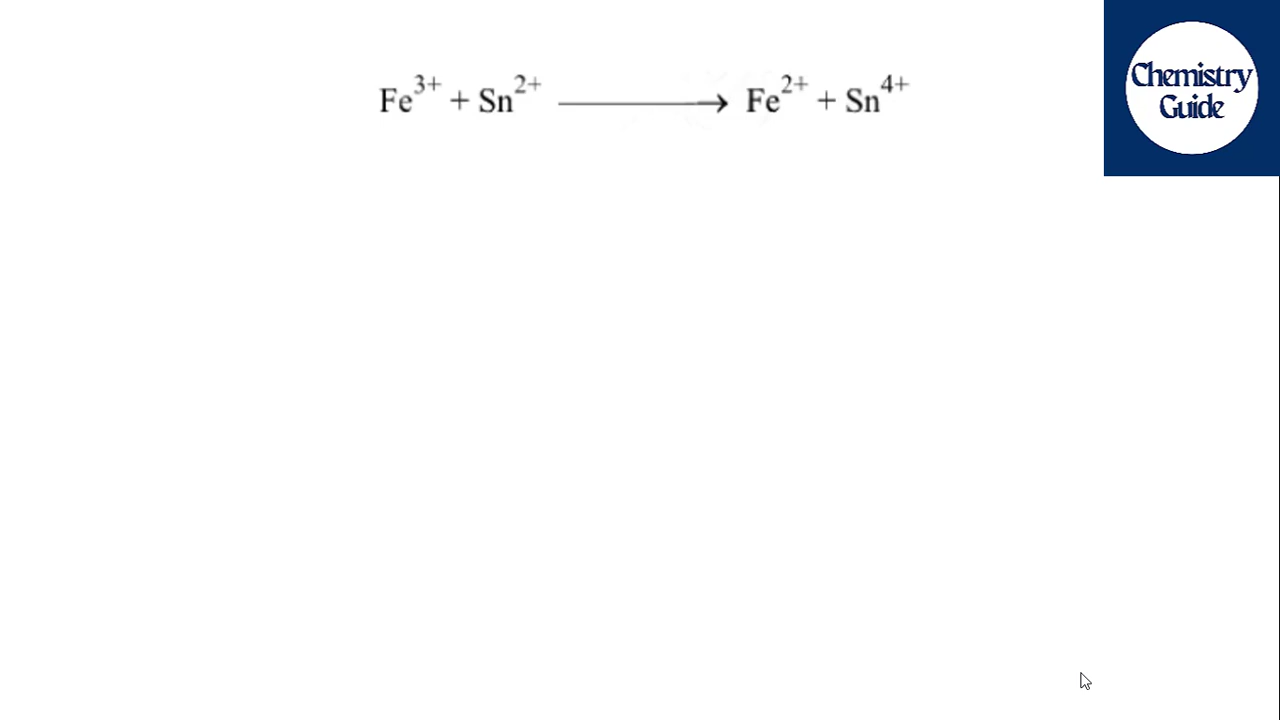 Fe³⁺ + Sn²⁺ ⟶ Fe²⁺ + Sn⁴⁺
Chemistry
Guide